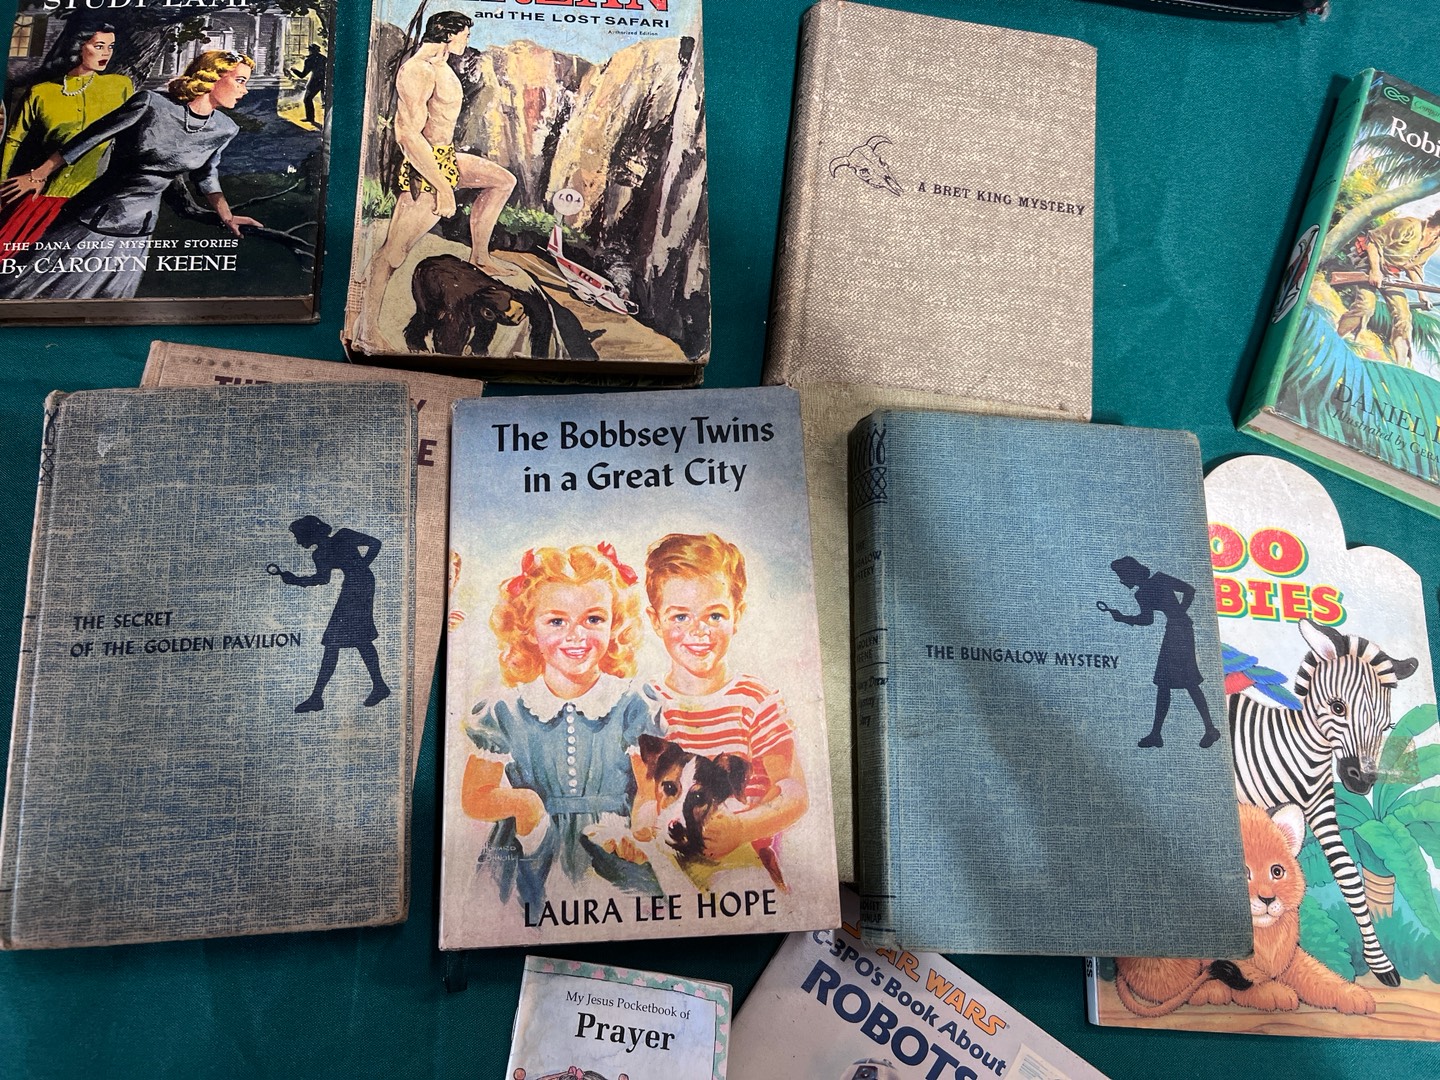 STUDY LAMP
THE DANA GIRLS MYSTERY STORIES
By CAROLYN KEENE
and THE LOST SAFARI
Authorized Edition
A BRET KING MYSTERY
THE SECRET
OF THE GOLDEN PAVILION
The Bobbsey Twins
in a Great City
LAURA LEE HOPE
THE BUNGALOW MYSTERY
DANIEL
Illustrated by
My Jesus Pocketbook of
Prayer
STAR WARS
C-3PO's Book About
ROBOTS